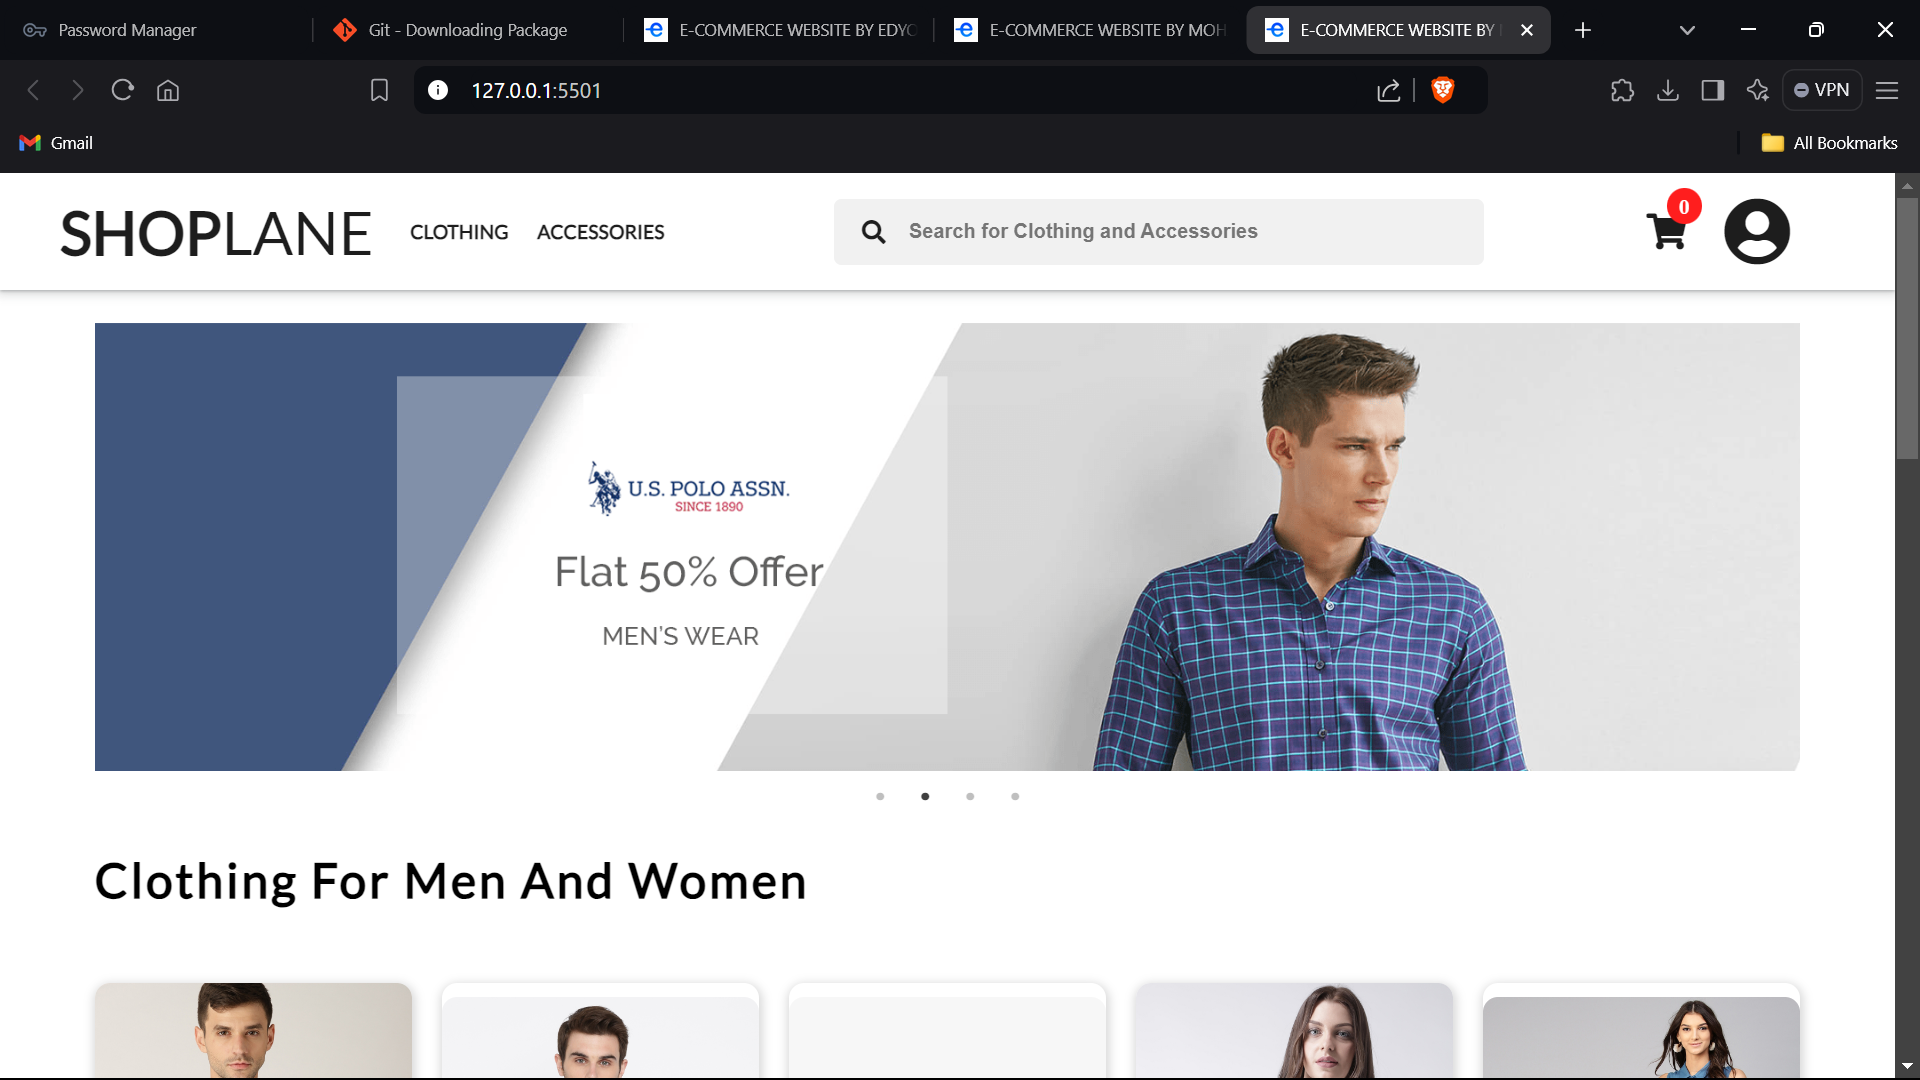 Password Manager
Git - Downloading Package
E-COMMERCE WEBSITE BY EDYO
E-COMMERCE WEBSITE BY MOH
E-COMMERCE WEBSITE BY
127.0.0.1:5501
VPN
Gmail
All Bookmarks
SHOPLANE
CLOTHING
ACCESSORIES
Search for Clothing and Accessories
0
U.S. POLO ASSN.
SINCE 1890
Flat 50% Offer
MEN'S WEAR
Clothing For Men And Women